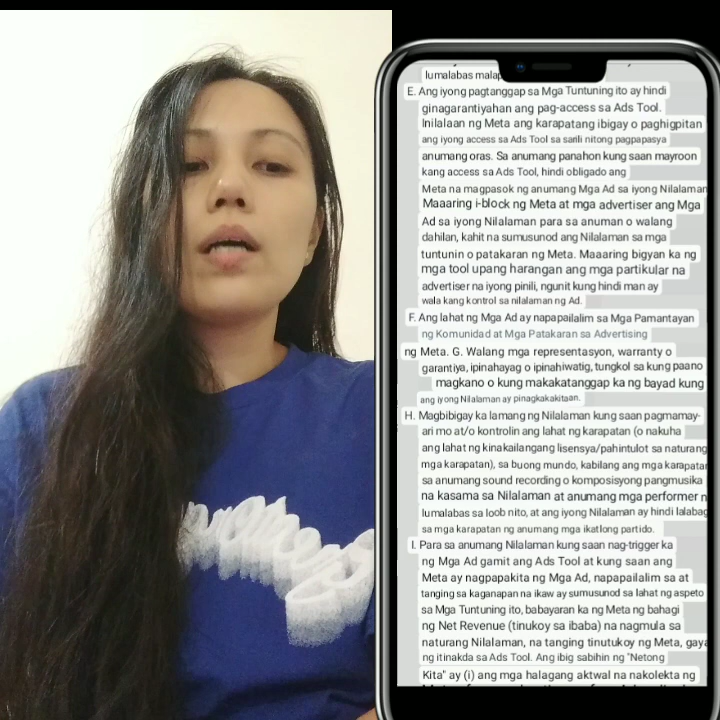 lumalabas
E. Ang iyong pagtanggap sa Mga Tuntuning ito ay hindi
ginagarantiyahan ang pag-access sa Ads Tool.
Inilalaan ng Meta ang karapatang ibigay o paghigpitan
ang iyong access sa Ads Tool sa sarili nitong pagpapasya
anumang oras. Sa anumang panahon kung saan mayroon
kang access sa Ads Tool, hindi obligado ang
Meta na magpasok ng anumang Mga Ad sa iyong Nilalaman
Maaaring i-block ng Meta at mga advertiser ang Mga
Ad sa iyong Nilalaman para sa anuman o walang
dahilan, kahit na sumusunod ang Nilalaman sa mga
tuntunin o patakaran ng Meta. Maaaring bigyan ka ng
mga tool upang harangan ang mga partikular na
advertiser na iyong pinili, ngunit kung hindi man ay
wala kang kontrol sa nilalaman ng Ad.
F. Ang lahat ng Mga Ad ay napapailalim sa Mga Pamantayan
ng Komunidad at Mga Patakaran sa Advertising
ng Meta. G. Walang mga representasyon, warranty o
garantiya, ipinahayag o ipinahiwatig, tungkol sa kung paano
magkano o kung makakatanggap ka ng bayad kung
ang iyong Nilalaman ay pinagkakakitaan.
H. Magbibigay ka lamang ng Nilalaman kung saan pagmamay-
ari mo at/o kontrolin ang lahat ng karapatan (o nakuha
ang lahat ng kinakailangang lisensya/pahintulot sa naturang
mga karapatan), sa buong mundo, kabilang ang mga karapatan
sa anumang sound recording o komposisyong pangmusika
na kasama sa Nilalaman at anumang mga performer n
lumalabas sa loob nito, at ang iyong Nilalaman ay hindi lalabag
sa mga karapatan ng anumang mga ikatlong partido.
I. Para sa anumang Nilalaman kung saan nag-trigger ka
ng Mga Ad gamit ang Ads Tool at kung saan ang
Meta ay nagpapakita ng Mga Ad, napapailalim sa at
tanging sa kaganapan na ikaw ay sumusunod sa lahat ng aspeto
sa Mga Tuntuning ito, babayaran ka ng Meta ng bahagi
ng Net Revenue (tinukoy sa ibaba) na nagmula sa
naturang Nilalaman, na tanging tinutukoy ng Meta, gaya
ng itinakda sa Ads Tool. Ang ibig sabihin ng "Netong
Kita" ay (i) ang mga halagang aktwal na nakolekta ng